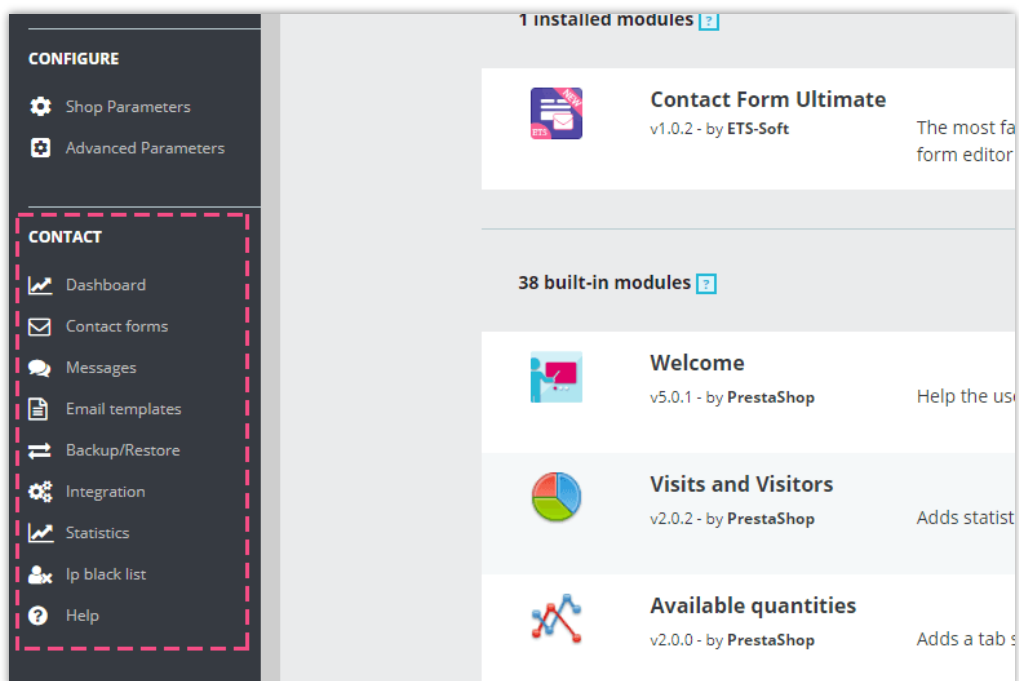 CONFIGURE
Shop Parameters
Advanced Parameters
CONTACT
Dashboard
Contact forms
Messages
Email templates
Backup/Restore
Integration
Statistics
Ip black list
Help
1 installed modules ?
NEW
ETS
Contact Form Ultimate
v1.0.2 - by ETS-Soft
The most fa
form editor
38 built-in modules ?
Welcome
v5.0.1 - by PrestaShop
Help the use
Visits and Visitors
v2.0.2 - by PrestaShop
Adds statist
Available quantities
v2.0.0 - by PrestaShop
Adds a tab s